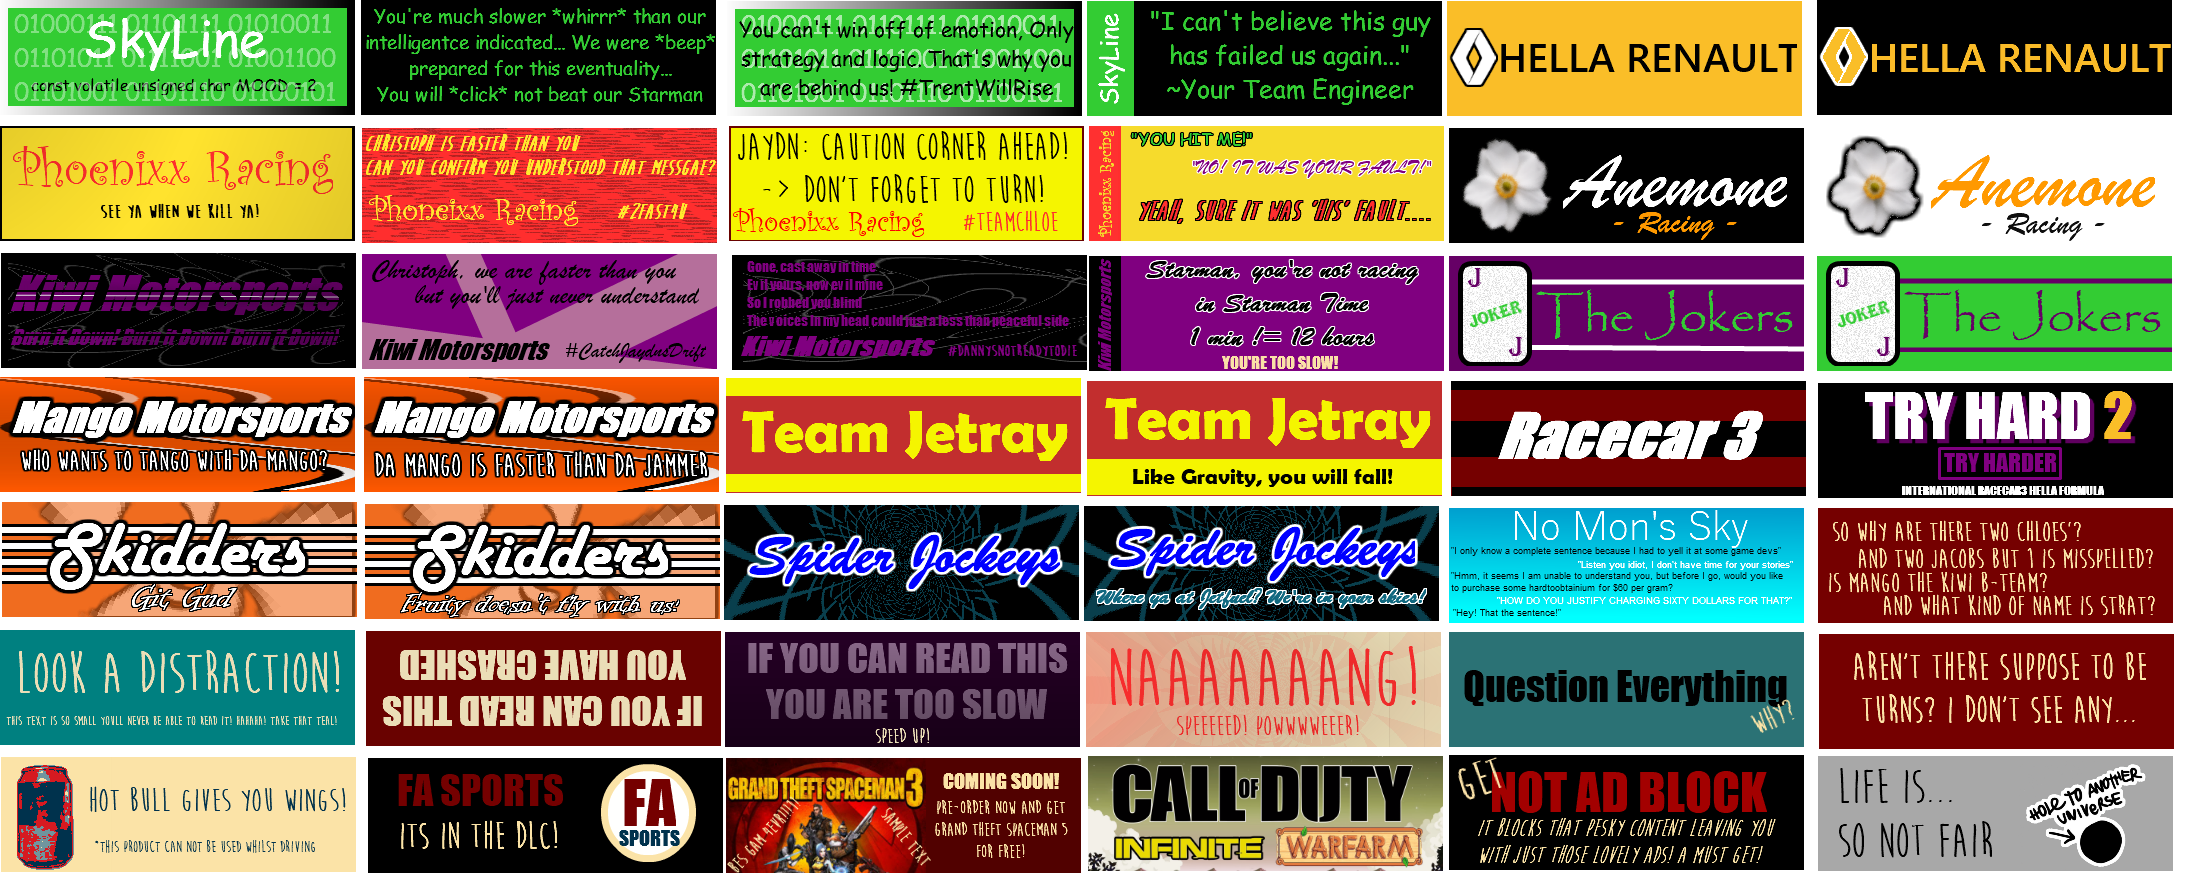 01000111 01101111 01010011
SkyLine
01101011 01111001 01001100
const volatile unsigned char MOOD = 2
01101001 01101110 01100101
You're much slower *whirrr* than our
intelligentce indicated... We were *beep*
prepared for this eventuality...
You will *click* not beat our Starman
01000111 01101111 01010011
You can't win off of emotion, Only
strategy and logic. That's why you
are behind us! #TrentWillRise
01101001 01101110 01100101
SkyLine
"I can't believe this guy
has failed us again..."
~Your Team Engineer
HELLA RENAULT
HELLA RENAULT
Phoenixx Racing
SEE YA WHEN WE KILL YA!
CHRISTOPH IS FASTER THAN YOU
CAN YOU CONFIRM YOU UNDERSTOOD THAT MESSGAE?
Phoneixx Racing #2FAST4U
JAYDN: CAUTION CORNER AHEAD!
-> DON'T FORGET TO TURN!
Phoenixx Racing #TEAMCHLOE
Phoenixx Racing
"YOU HIT ME!"
"NO! IT WAS YOUR FAULT!"
YEAH, SURE IT WAS 'HIS' FAULT....
Anemone
- Racing -
Anemone
- Racing -
Kiwi Motorsports
Burn it Down! Burn it Down! Burn it Down!
Christoph, we are faster than you
but you'll just never understand
Kiwi Motorsports #CatchJaydnsDrift
Gone, cast away in time
Evil yours, now evil mine
So I robbed you blind
The voices in my head could just a less than peaceful side
Kiwi Motorsports #DANNYSNOTREADYTODIE
Kiwi Motorsports
Starman, you're not racing
in Starman Time
1 min != 12 hours
YOU'RE TOO SLOW!
J
JOKER
J
The Jokers
J
JOKER
J
The Jokers
Mango Motorsports
WHO WANTS TO TANGO WITH DA-MANGO?
Mango Motorsports
DA MANGO IS FASTER THAN DA JAMMER
Team Jetray
Team Jetray
Like Gravity, you will fall!
Racecar 3
TRY HARD 2
TRY HARDER
INTERNATIONAL RACECAR3 HELLA FORMULA
Skidders
Git Gud
Skidders
Fruity doesn't fly with us!
Spider Jockeys
Spider Jockeys
Where ya at Jetfuel? We're in your skies!
No Mon's Sky
"I only know a complete sentence because I had to yell it at some game devs"
"Listen you idiot, I don't have time for your stories"
"Hmm, it seems I am unable to understand you, but before I go, would you like
to purchase some hardtoobtainium for $60 per gram?
"HOW DO YOU JUSTIFY CHARGING SIXTY DOLLARS FOR THAT?"
"Hey! That the sentence!"
SO WHY ARE THERE TWO CHLOES'?
AND TWO JACOBS BUT 1 IS MISSPELLED?
IS MANGO THE KIWI B-TEAM?
AND WHAT KIND OF NAME IS STRAT?
LOOK A DISTRACTION!
THIS TEXT IS SO SMALL YOULL NEVER BE ABLE TO READ IT! HAHAHA! TAKE THAT TEAL!
IF YOU CAN READ THIS
YOU HAVE CRASHED
IF YOU CAN READ THIS
YOU ARE TOO SLOW
SPEED UP!
NAAAAAAAANG!
SPEEEEED! POWWWWEEER!
Question Everything
WHY?
AREN'T THERE SUPPOSE TO BE
TURNS? I DON'T SEE ANY...
HOT BULL GIVES YOU WINGS!
*THIS PRODUCT CAN NOT BE USED WHILST DRIVING
FA SPORTS
ITS IN THE DLC!
FA
SPORTS
GRAND THEFT SPACEMAN 3
BES GAM 4EVR!!1!
SAMPLE TEXT
COMING SOON!
PRE-ORDER NOW AND GET
GRAND THEFT SPACEMAN 5
FOR FREE!
CALL OF DUTY
INFINITE WARFARM
GET
NOT AD BLOCK
IT BLOCKS THAT PESKY CONTENT LEAVING YOU
WITH JUST THOSE LOVELY ADS! A MUST GET!
LIFE IS...
SO NOT FAIR
HOLE TO ANOTHER
UNIVERSE